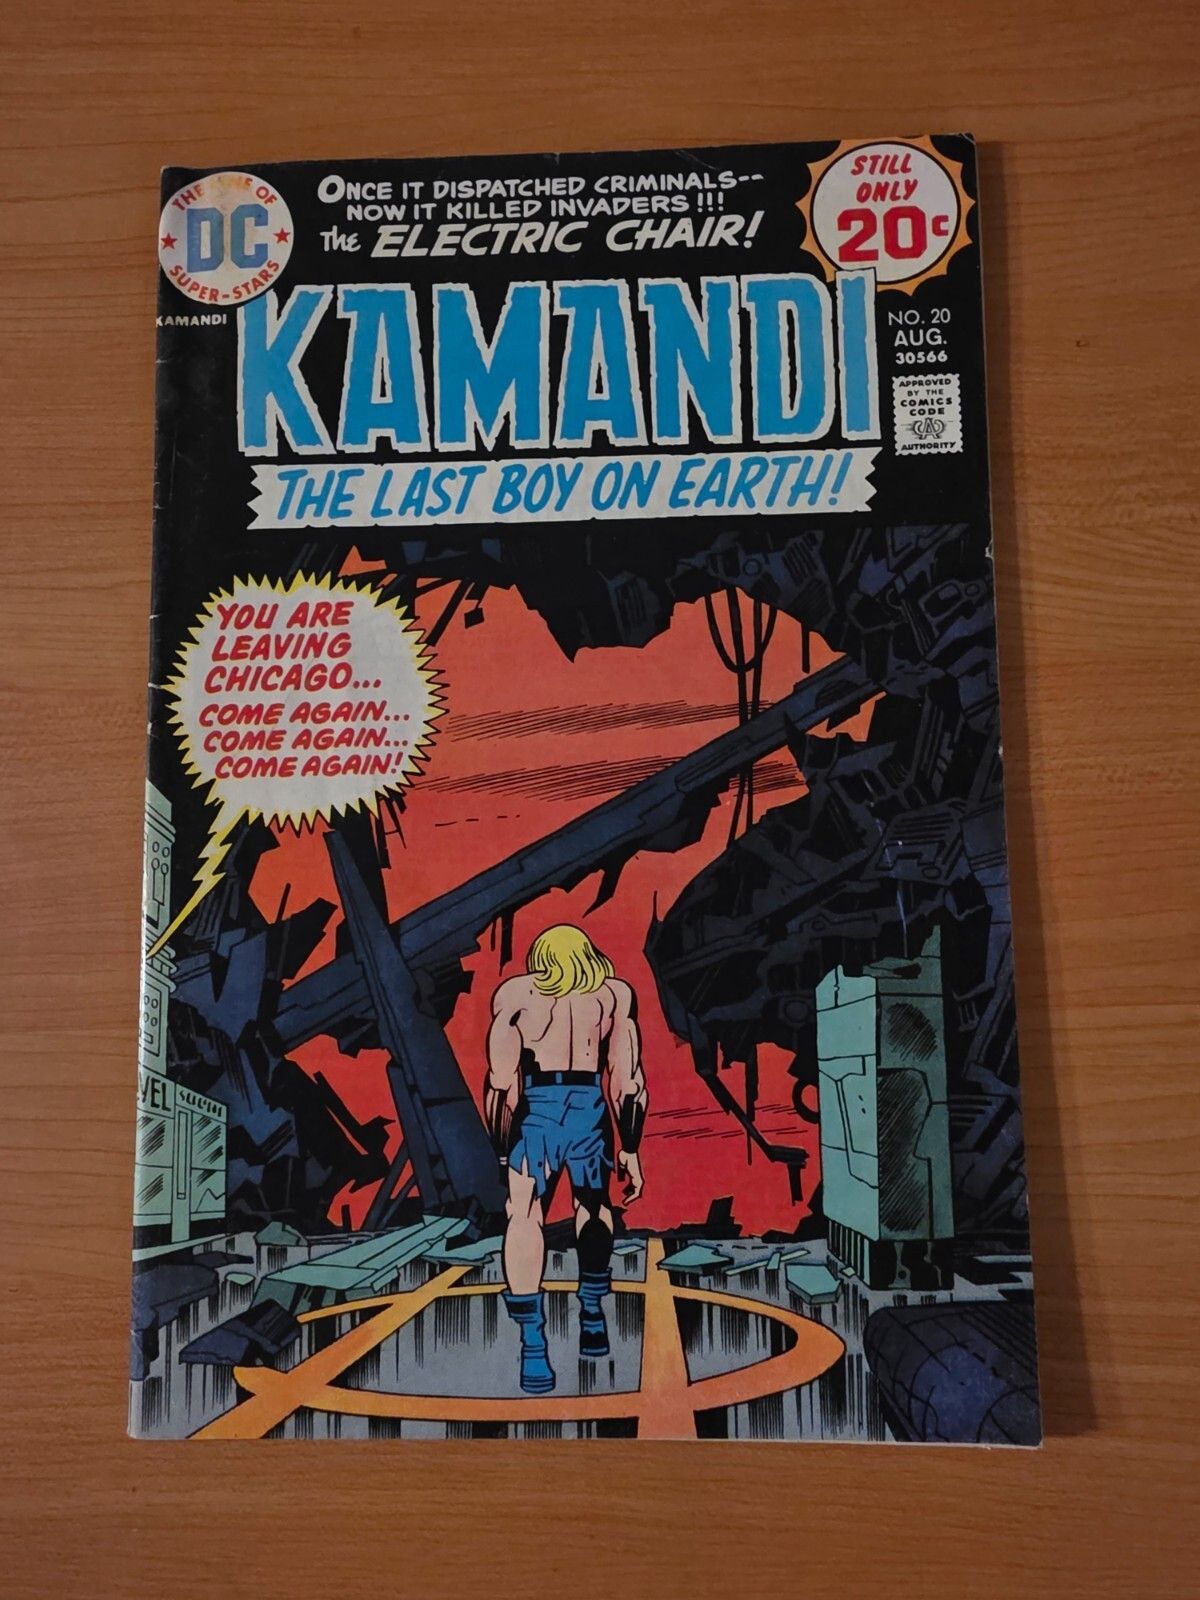 THE LINE OF
DC
SUPER-STARS
ONCE IT DISPATCHED CRIMINALS--
NOW IT KILLED INVADERS!!!
THE ELECTRIC CHAIR!
STILL
ONLY
20¢
KAMANDI
KAMANDI
NO. 20
AUG.
30566
APPROVED
BY THE
COMICS
CODE
CA
AUTHORITY
THE LAST BOY ON EARTH!
YOU ARE
LEAVING
CHICAGO...
COME AGAIN...
COME AGAIN...
COME AGAIN!
VEL